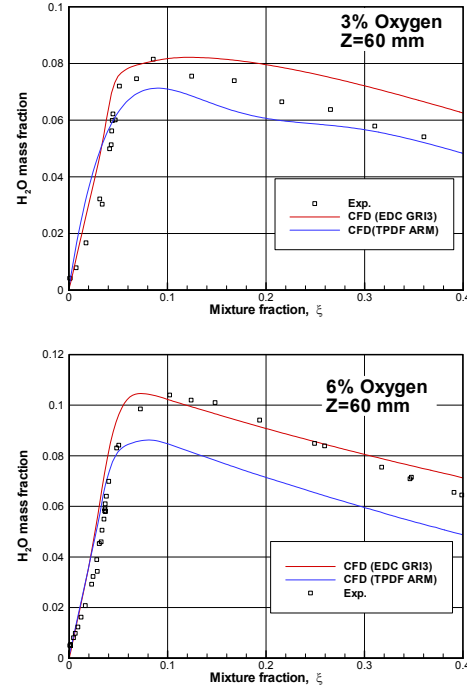 3% Oxygen
Z=60 mm
0.1
0.08
0.06
0.04
0.02
0
H2O mass fraction
Exp.
CFD (EDC GRI3)
CFD(TPDF ARM)
0 0.1 0.2 0.3 0.4
Mixture fraction, ξ
6% Oxygen
Z=60 mm
0.12
0.1
0.08
0.06
0.04
0.02
0
H2O mass fraction
CFD (EDC GRI3)
CFD (TPDF ARM)
Exp.
0 0.1 0.2 0.3 0.4
Mixture fraction, ξ